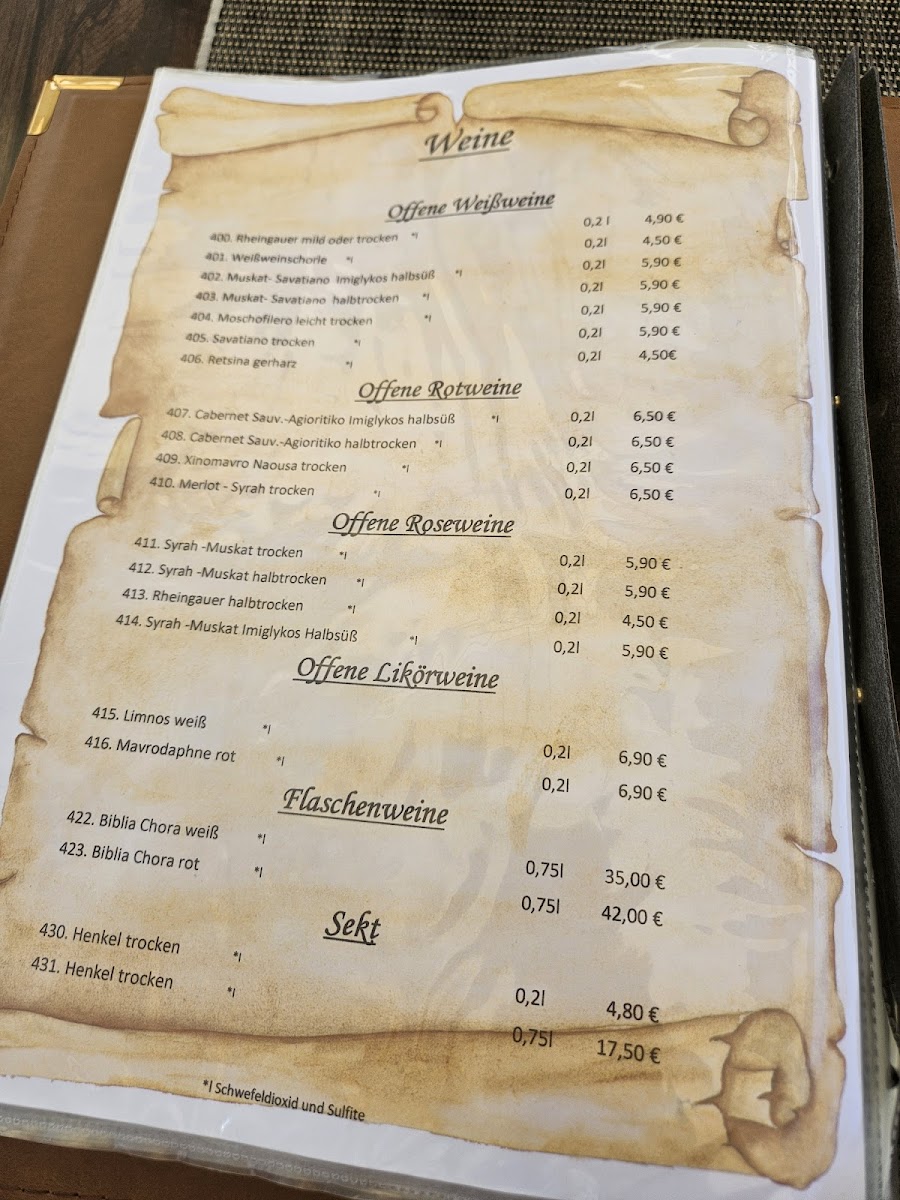 Weine
Offene Weißweine
400. Rheingauer mild oder trocken *I 0,2 l 4,90 €
401. Weißweinschorle *I 0,2l 4,50 €
402. Muskat- Savatiano Imiglykos halbsüß *I 0,2l 5,90 €
403. Muskat- Savatiano halbtrocken *I 0,2l 5,90 €
404. Moschofilero leicht trocken *I 0,2l 5,90 €
405. Savatiano trocken *I 0,2l 5,90 €
406. Retsina gerharz *I 0,2l 4,50€
Offene Rotweine
407. Cabernet Sauv.-Agioritiko Imiglykos halbsüß *I 0,2l 6,50 €
408. Cabernet Sauv.-Agioritiko halbtrocken *I 0,2l 6,50 €
409. Xinomavro Naousa trocken *I 0,2l 6,50 €
410. Merlot - Syrah trocken *I 0,2l 6,50 €
Offene Roseweine
411. Syrah -Muskat trocken *I 0,2l 5,90 €
412. Syrah -Muskat halbtrocken *I 0,2l 5,90 €
413. Rheingauer halbtrocken *I 0,2l 4,50 €
414. Syrah -Muskat Imiglykos Halbsüß *I 0,2l 5,90 €
Offene Likörweine
415. Limnos weiß *I 0,2l 6,90 €
416. Mavrodaphne rot *I 0,2l 6,90 €
Flaschenweine
422. Biblia Chora weiß *I 0,75l 35,00 €
423. Biblia Chora rot *I 0,75l 42,00 €
Sekt
430. Henkel trocken *I 0,2l 4,80 €
431. Henkel trocken *I 0,75l 17,50 €
*I Schwefeldioxid und Sulfite